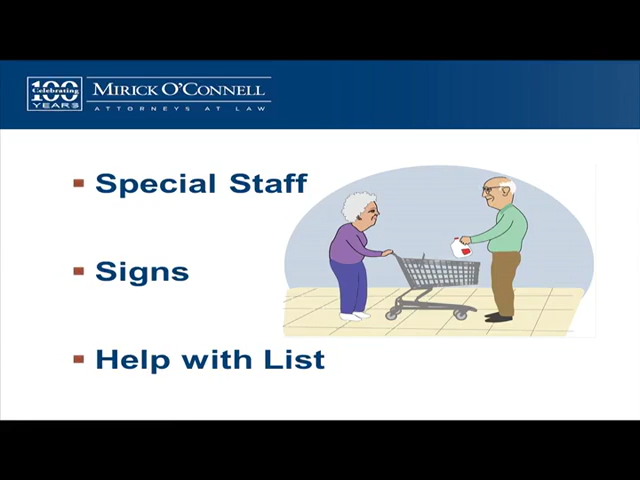 Celebrating
100
YEARS
MIRICK O'CONNELL
ATTORNEYS AT LAW
Special Staff
Signs
Help with List